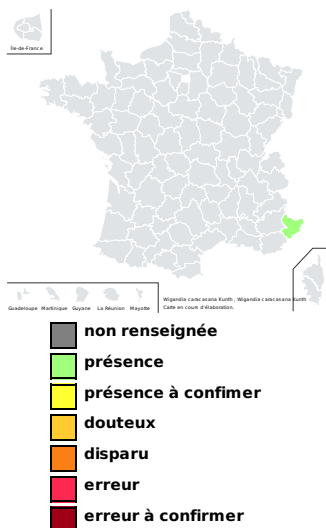 Île-de-France
Guadeloupe Martinique Guyane La Réunion Mayotte
Wigandia caracasana Kunth , Wigandia caracasana Kunth
Carte en cours d'élaboration.
non renseignée
présence
présence à confimer
douteux
disparu
erreur
erreur à confirmer